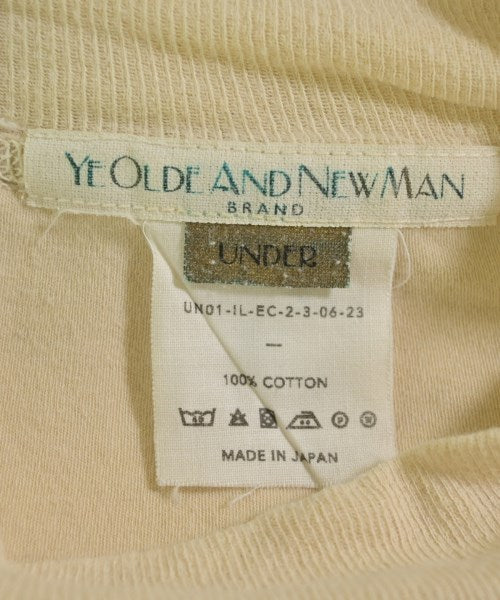 YE OLDE AND NEW MAN
BRAND
UNDER
UN01-IL-EC-2-3-06-23
—
100% COTTON
MADE IN JAPAN